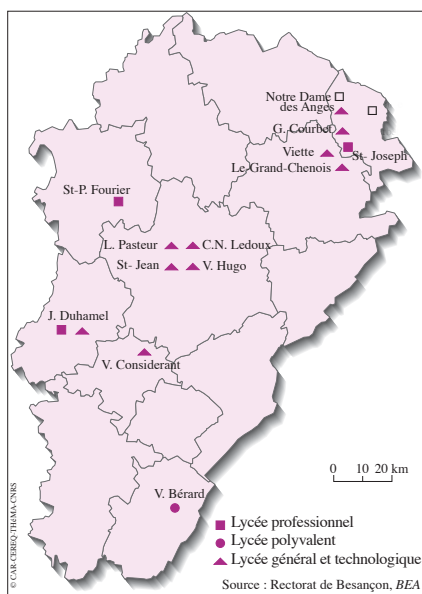 Notre Dame
des Anges
G. Courbet
Viette
St- Joseph
Le-Grand-Chenois
St-P. Fourier
L. Pasteur
C.N. Ledoux
St- Jean
V. Hugo
J. Duhamel
V. Considerant
0 10 20 km
V. Bérard
Lycée professionnel
Lycée polyvalent
Lycée général et technologique
Source : Rectorat de Besançon, BEA
© CAR-CEREQ-THéMA-CNRS